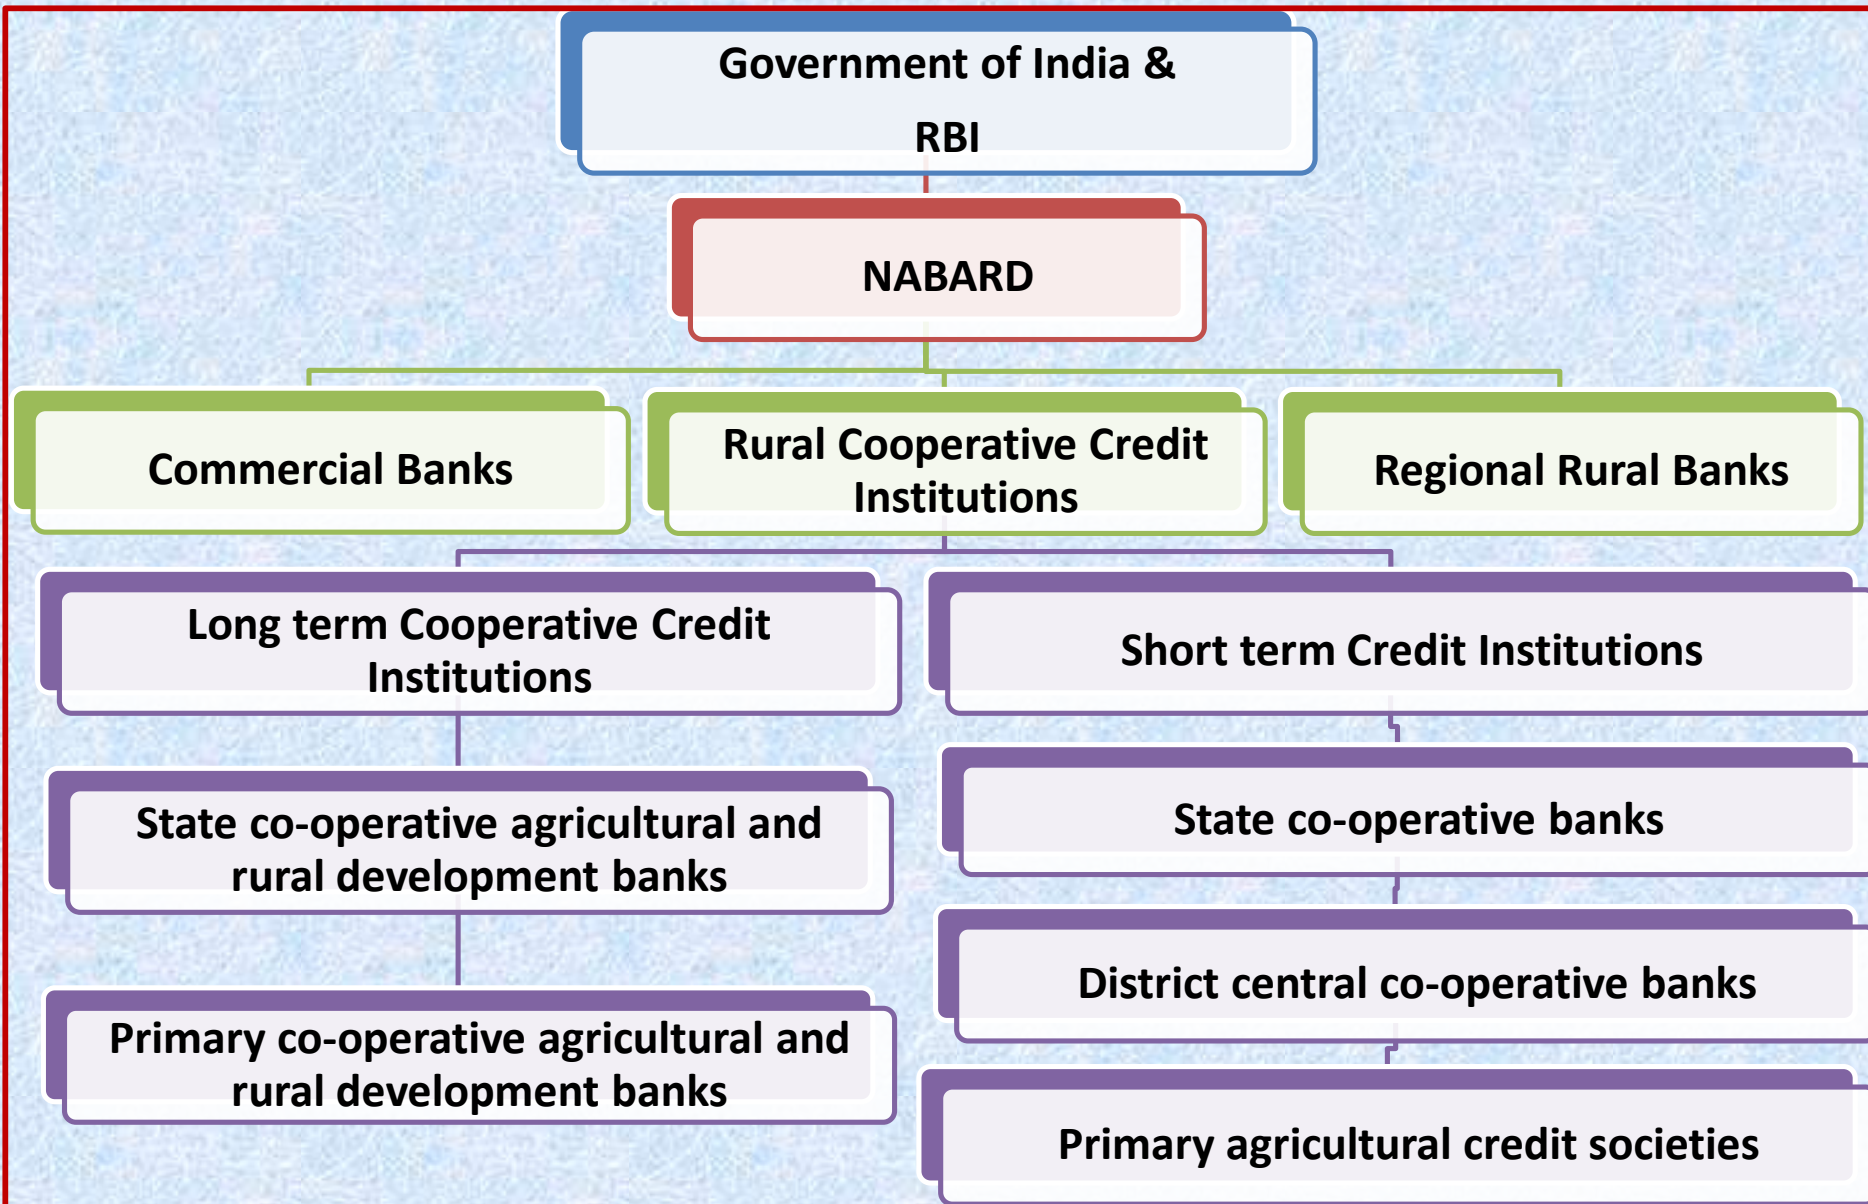 Government of India &
RBI
NABARD
Commercial Banks
Rural Cooperative Credit
Institutions
Regional Rural Banks
Long term Cooperative Credit
Institutions
Short term Credit Institutions
State co-operative agricultural and
rural development banks
State co-operative banks
District central co-operative banks
Primary co-operative agricultural and
rural development banks
Primary agricultural credit societies